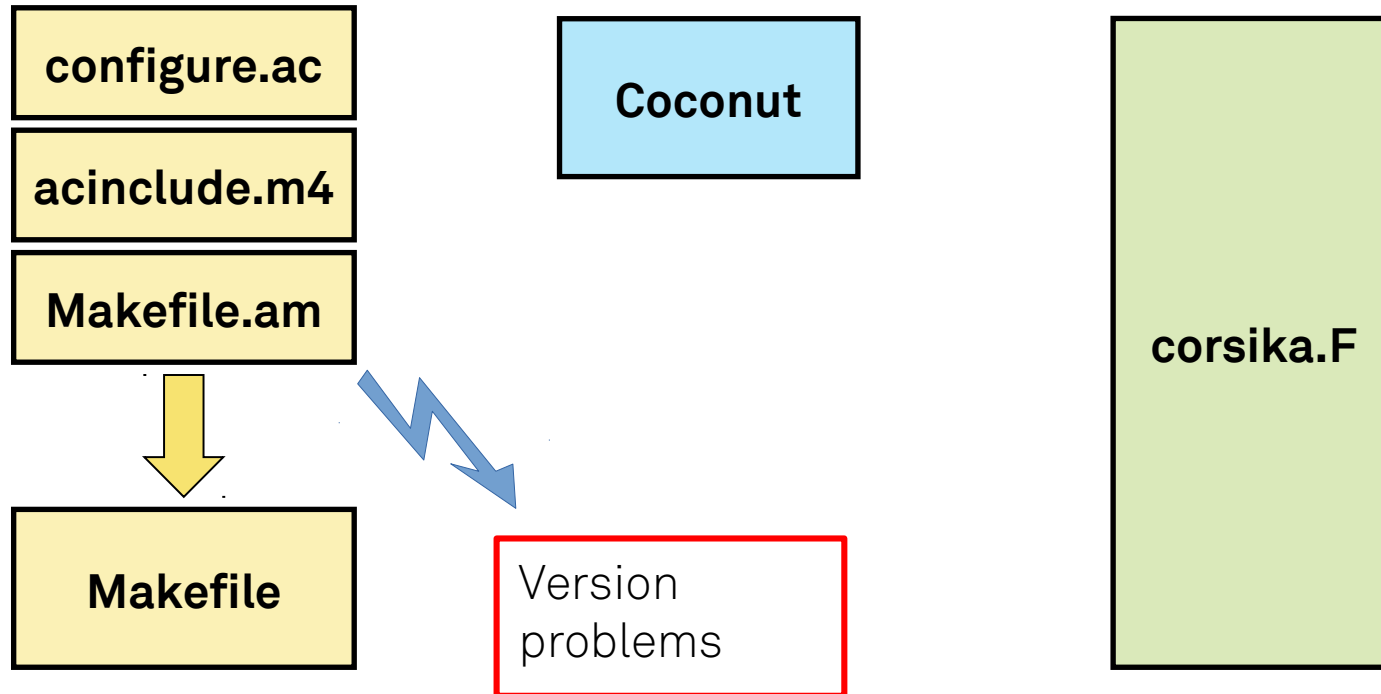 configure.ac
acinclude.m4
Makefile.am
Makefile
Coconut
Version
problems
corsika.F